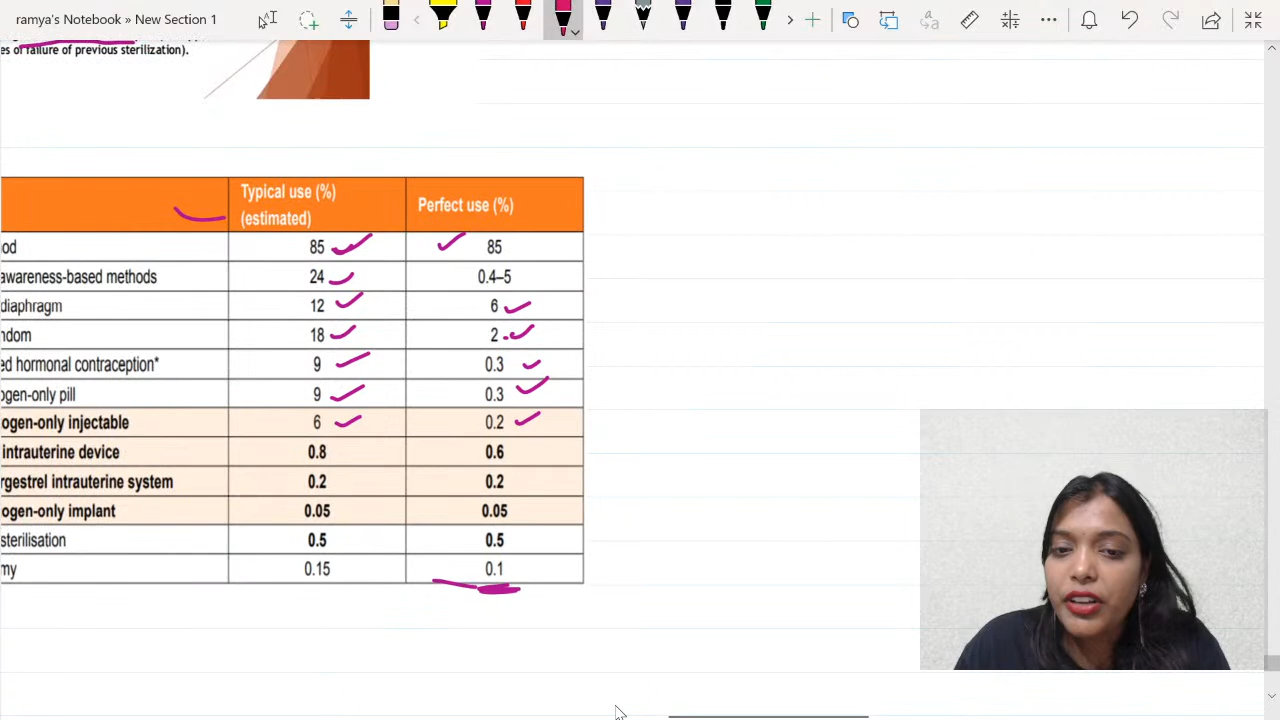 ramya's Notebook » New Section 1
es of failure of previous sterilization).
Typical use (%)
(estimated)
Perfect use (%)
od 85 85
awareness-based methods 24 0.4–5
diaphragm 12 6
ndom 18 2
ed hormonal contraception* 9 0.3
ogen-only pill 9 0.3
ogen-only injectable 6 0.2
intrauterine device 0.8 0.6
rgestrel intrauterine system 0.2 0.2
ogen-only implant 0.05 0.05
sterilisation 0.5 0.5
my 0.15 0.1